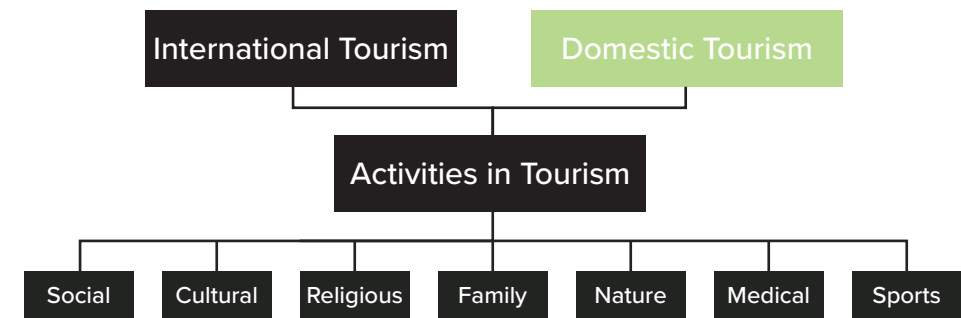 International Tourism
Domestic Tourism
Activities in Tourism
Social
Cultural
Religious
Family
Nature
Medical
Sports